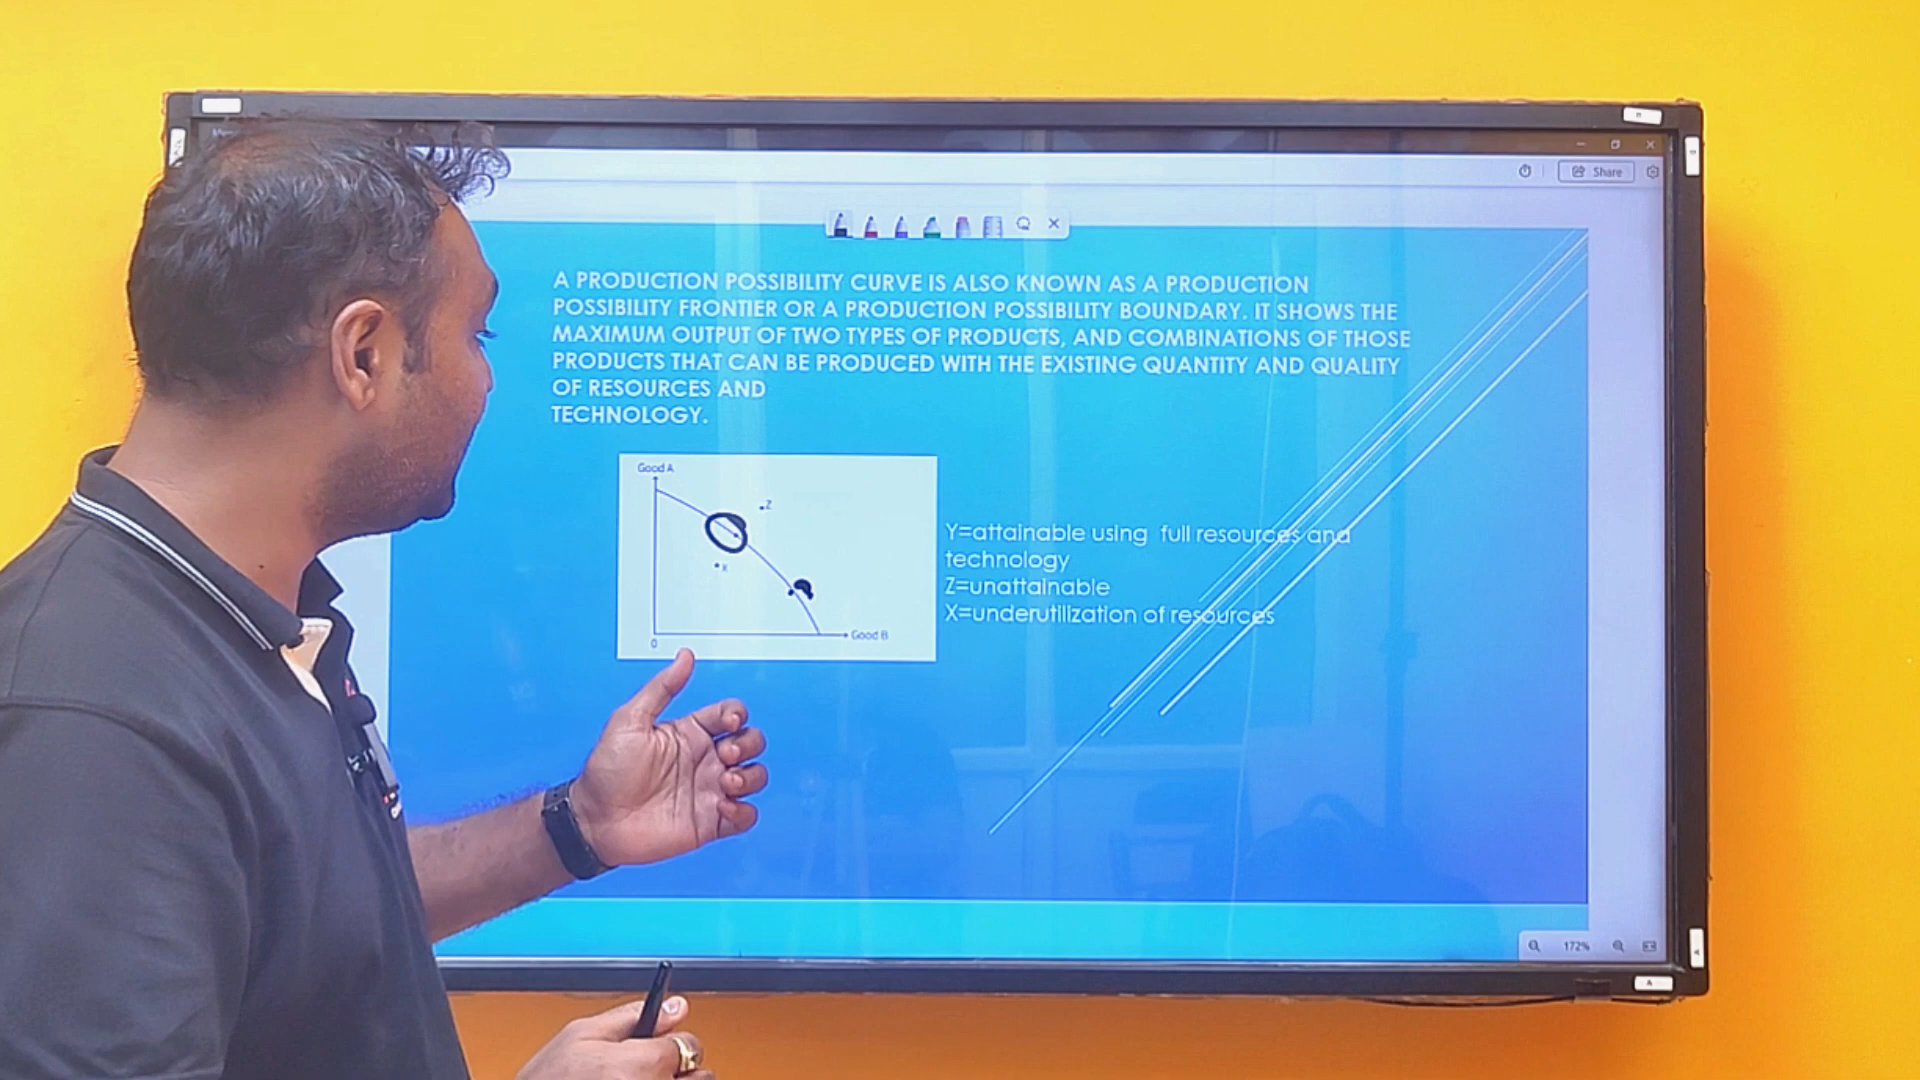 Share
A PRODUCTION POSSIBILITY CURVE IS ALSO KNOWN AS A PRODUCTION
POSSIBILITY FRONTIER OR A PRODUCTION POSSIBILITY BOUNDARY. IT SHOWS THE
MAXIMUM OUTPUT OF TWO TYPES OF PRODUCTS, AND COMBINATIONS OF THOSE
PRODUCTS THAT CAN BE PRODUCED WITH THE EXISTING QUANTITY AND QUALITY
OF RESOURCES AND
TECHNOLOGY.
Good A
Z
X
Good B
0
Y=attainable using full resources and
technology
Z=unattainable
X=underutilization of resources
172%